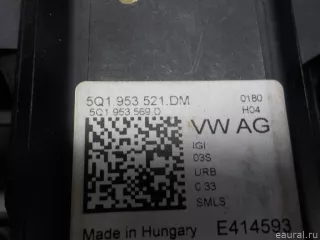 5Q1.953 521.DM
5Q1.953 569.D
0180
H04
VW AG
IGI
03S
URB
C 33
SMLS
Made in Hungary
E414593
© eaural.ru